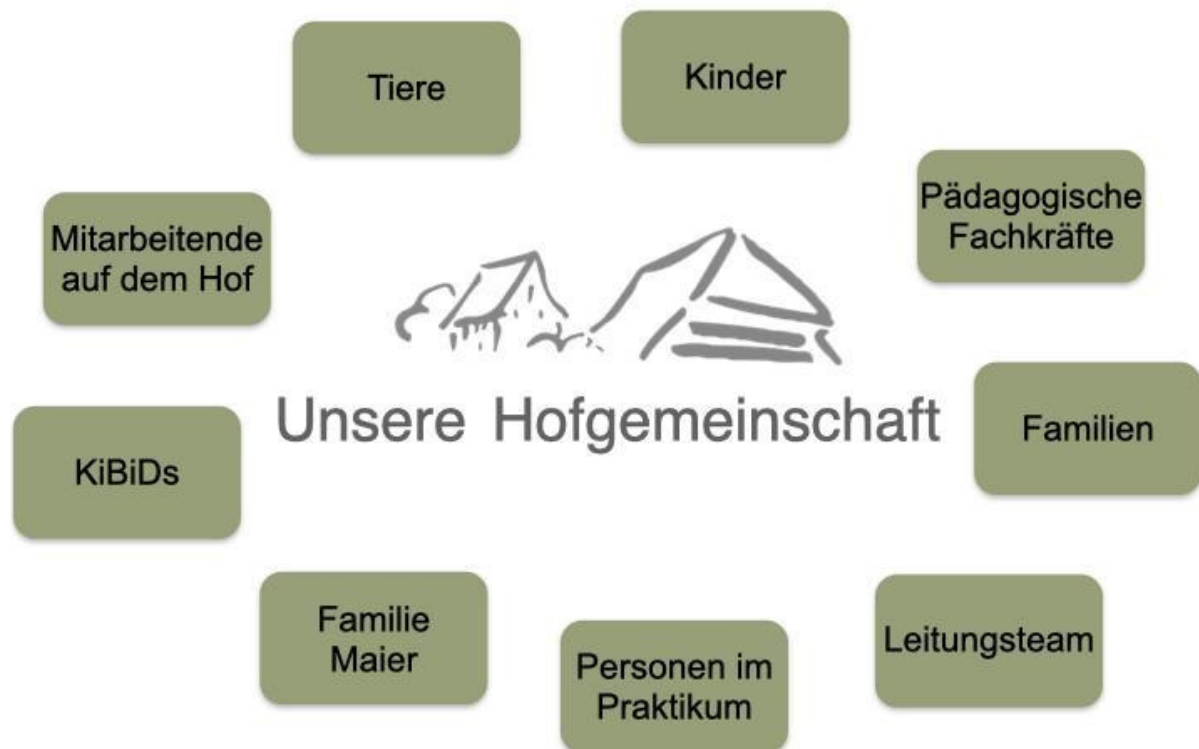 Tiere
Kinder
Pädagogische
Fachkräfte
Mitarbeitende
auf dem Hof
Unsere Hofgemeinschaft
Familien
KiBiDs
Familie
Maier
Personen im
Praktikum
Leitungsteam